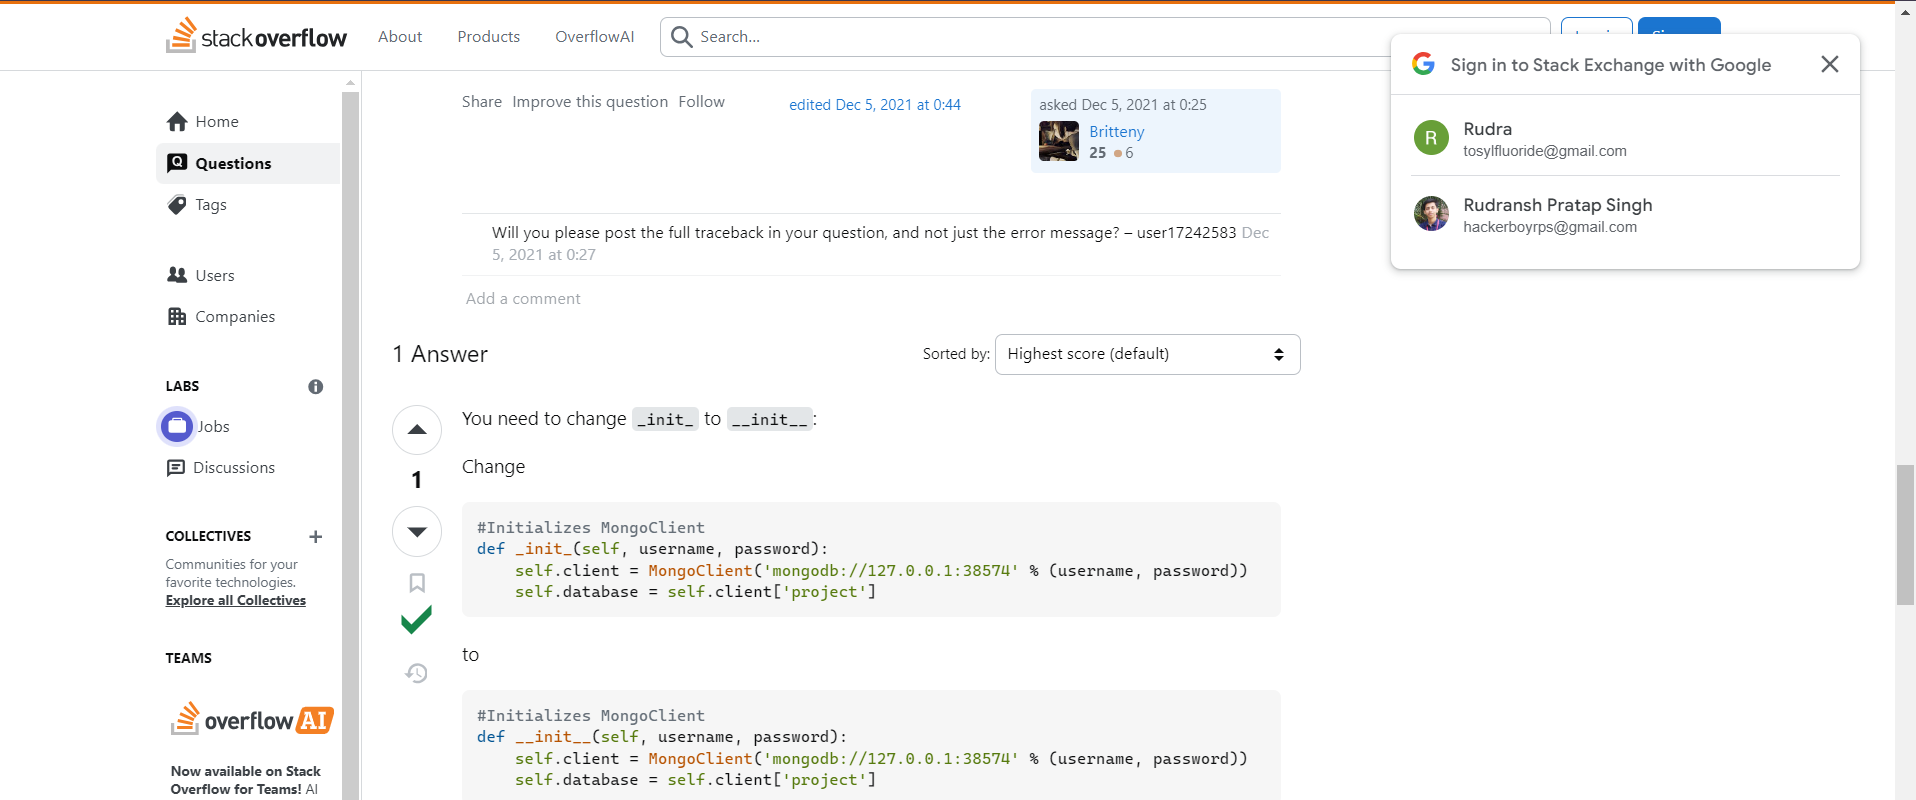 stackoverflow About Products OverflowAI Search...
Sign in to Stack Exchange with Google
R Rudra
tosylfluoride@gmail.com
Rudransh Pratap Singh
hackerboyrps@gmail.com
Home
Questions
Tags
Users
Companies
LABS
Jobs
Discussions
COLLECTIVES
Communities for your
favorite technologies.
Explore all Collectives
TEAMS
overflowAI
Now available on Stack
Overflow for Teams! AI
Share Improve this question Follow
edited Dec 5, 2021 at 0:44
asked Dec 5, 2021 at 0:25
Britteny
25 6
Will you please post the full traceback in your question, and not just the error message? – user17242583 Dec
5, 2021 at 0:27
Add a comment
1 Answer
Sorted by: Highest score (default)
1
You need to change _init_ to __init__:
Change
#Initializes MongoClient
def _init_(self, username, password):
    self.client = MongoClient('mongodb://127.0.0.1:38574' % (username, password))
    self.database = self.client['project']
to
#Initializes MongoClient
def __init__(self, username, password):
    self.client = MongoClient('mongodb://127.0.0.1:38574' % (username, password))
    self.database = self.client['project']